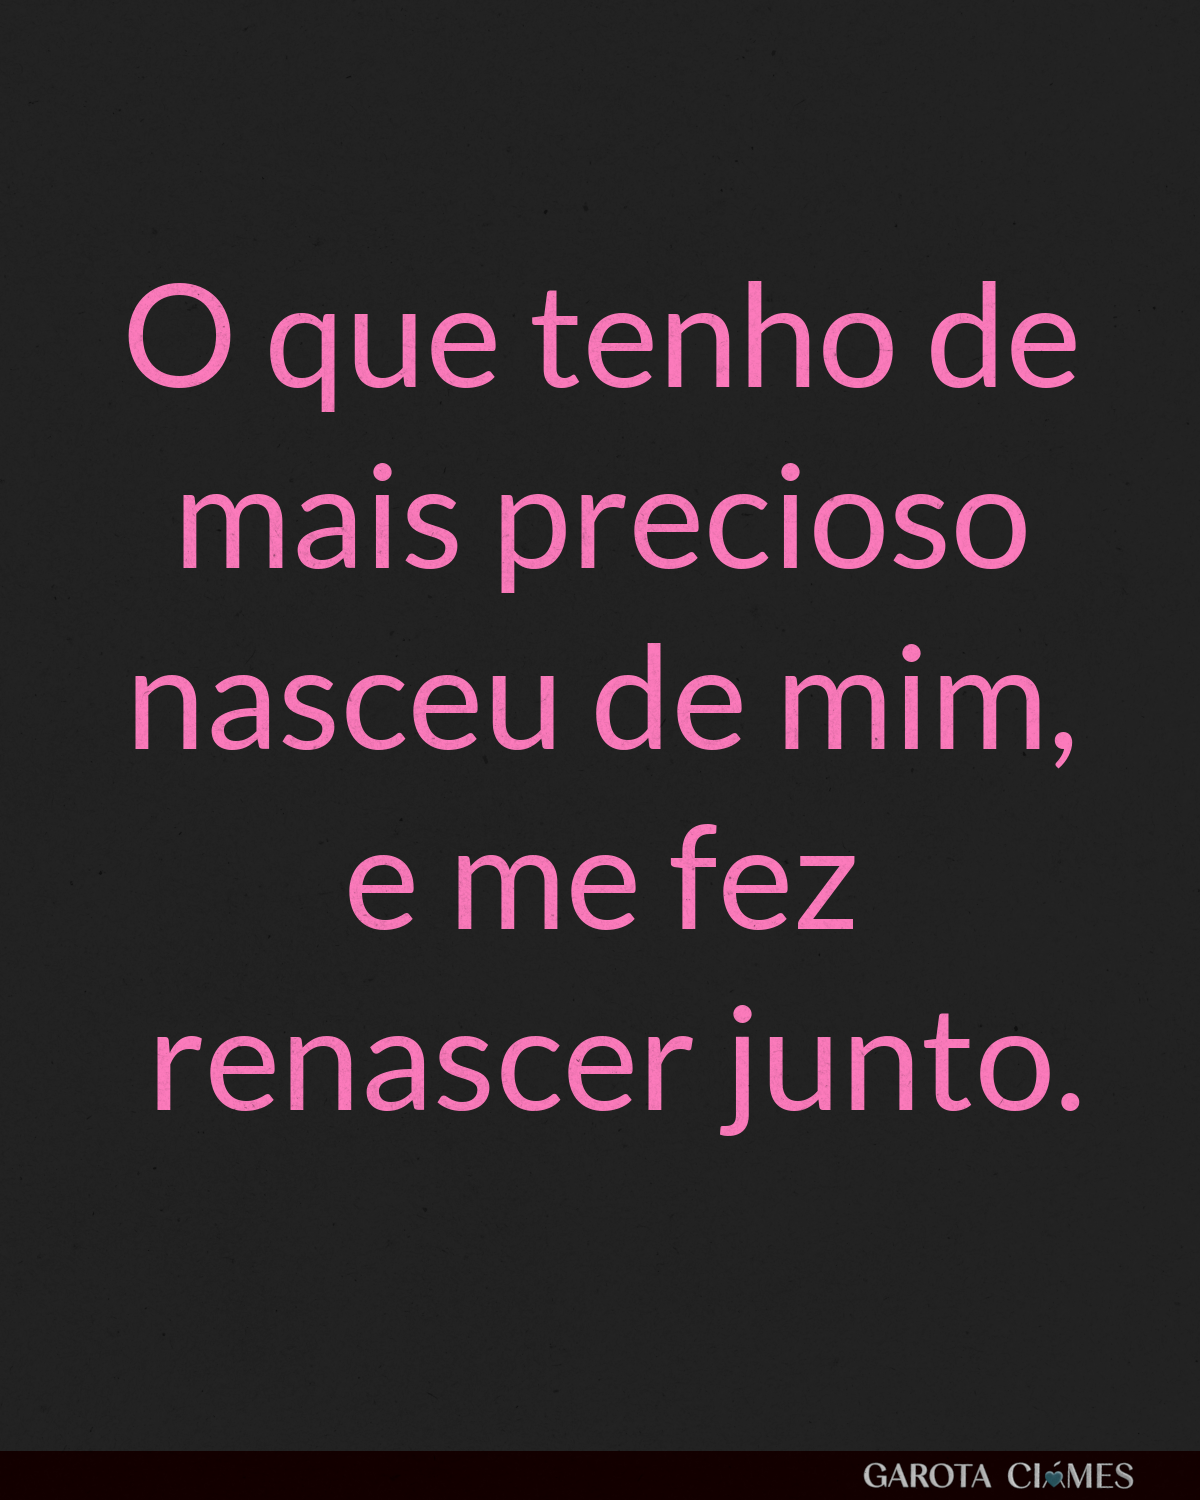 O que tenho de
mais precioso
nasceu de mim,
e me fez
renascer junto.
GAROTA CIÚMES